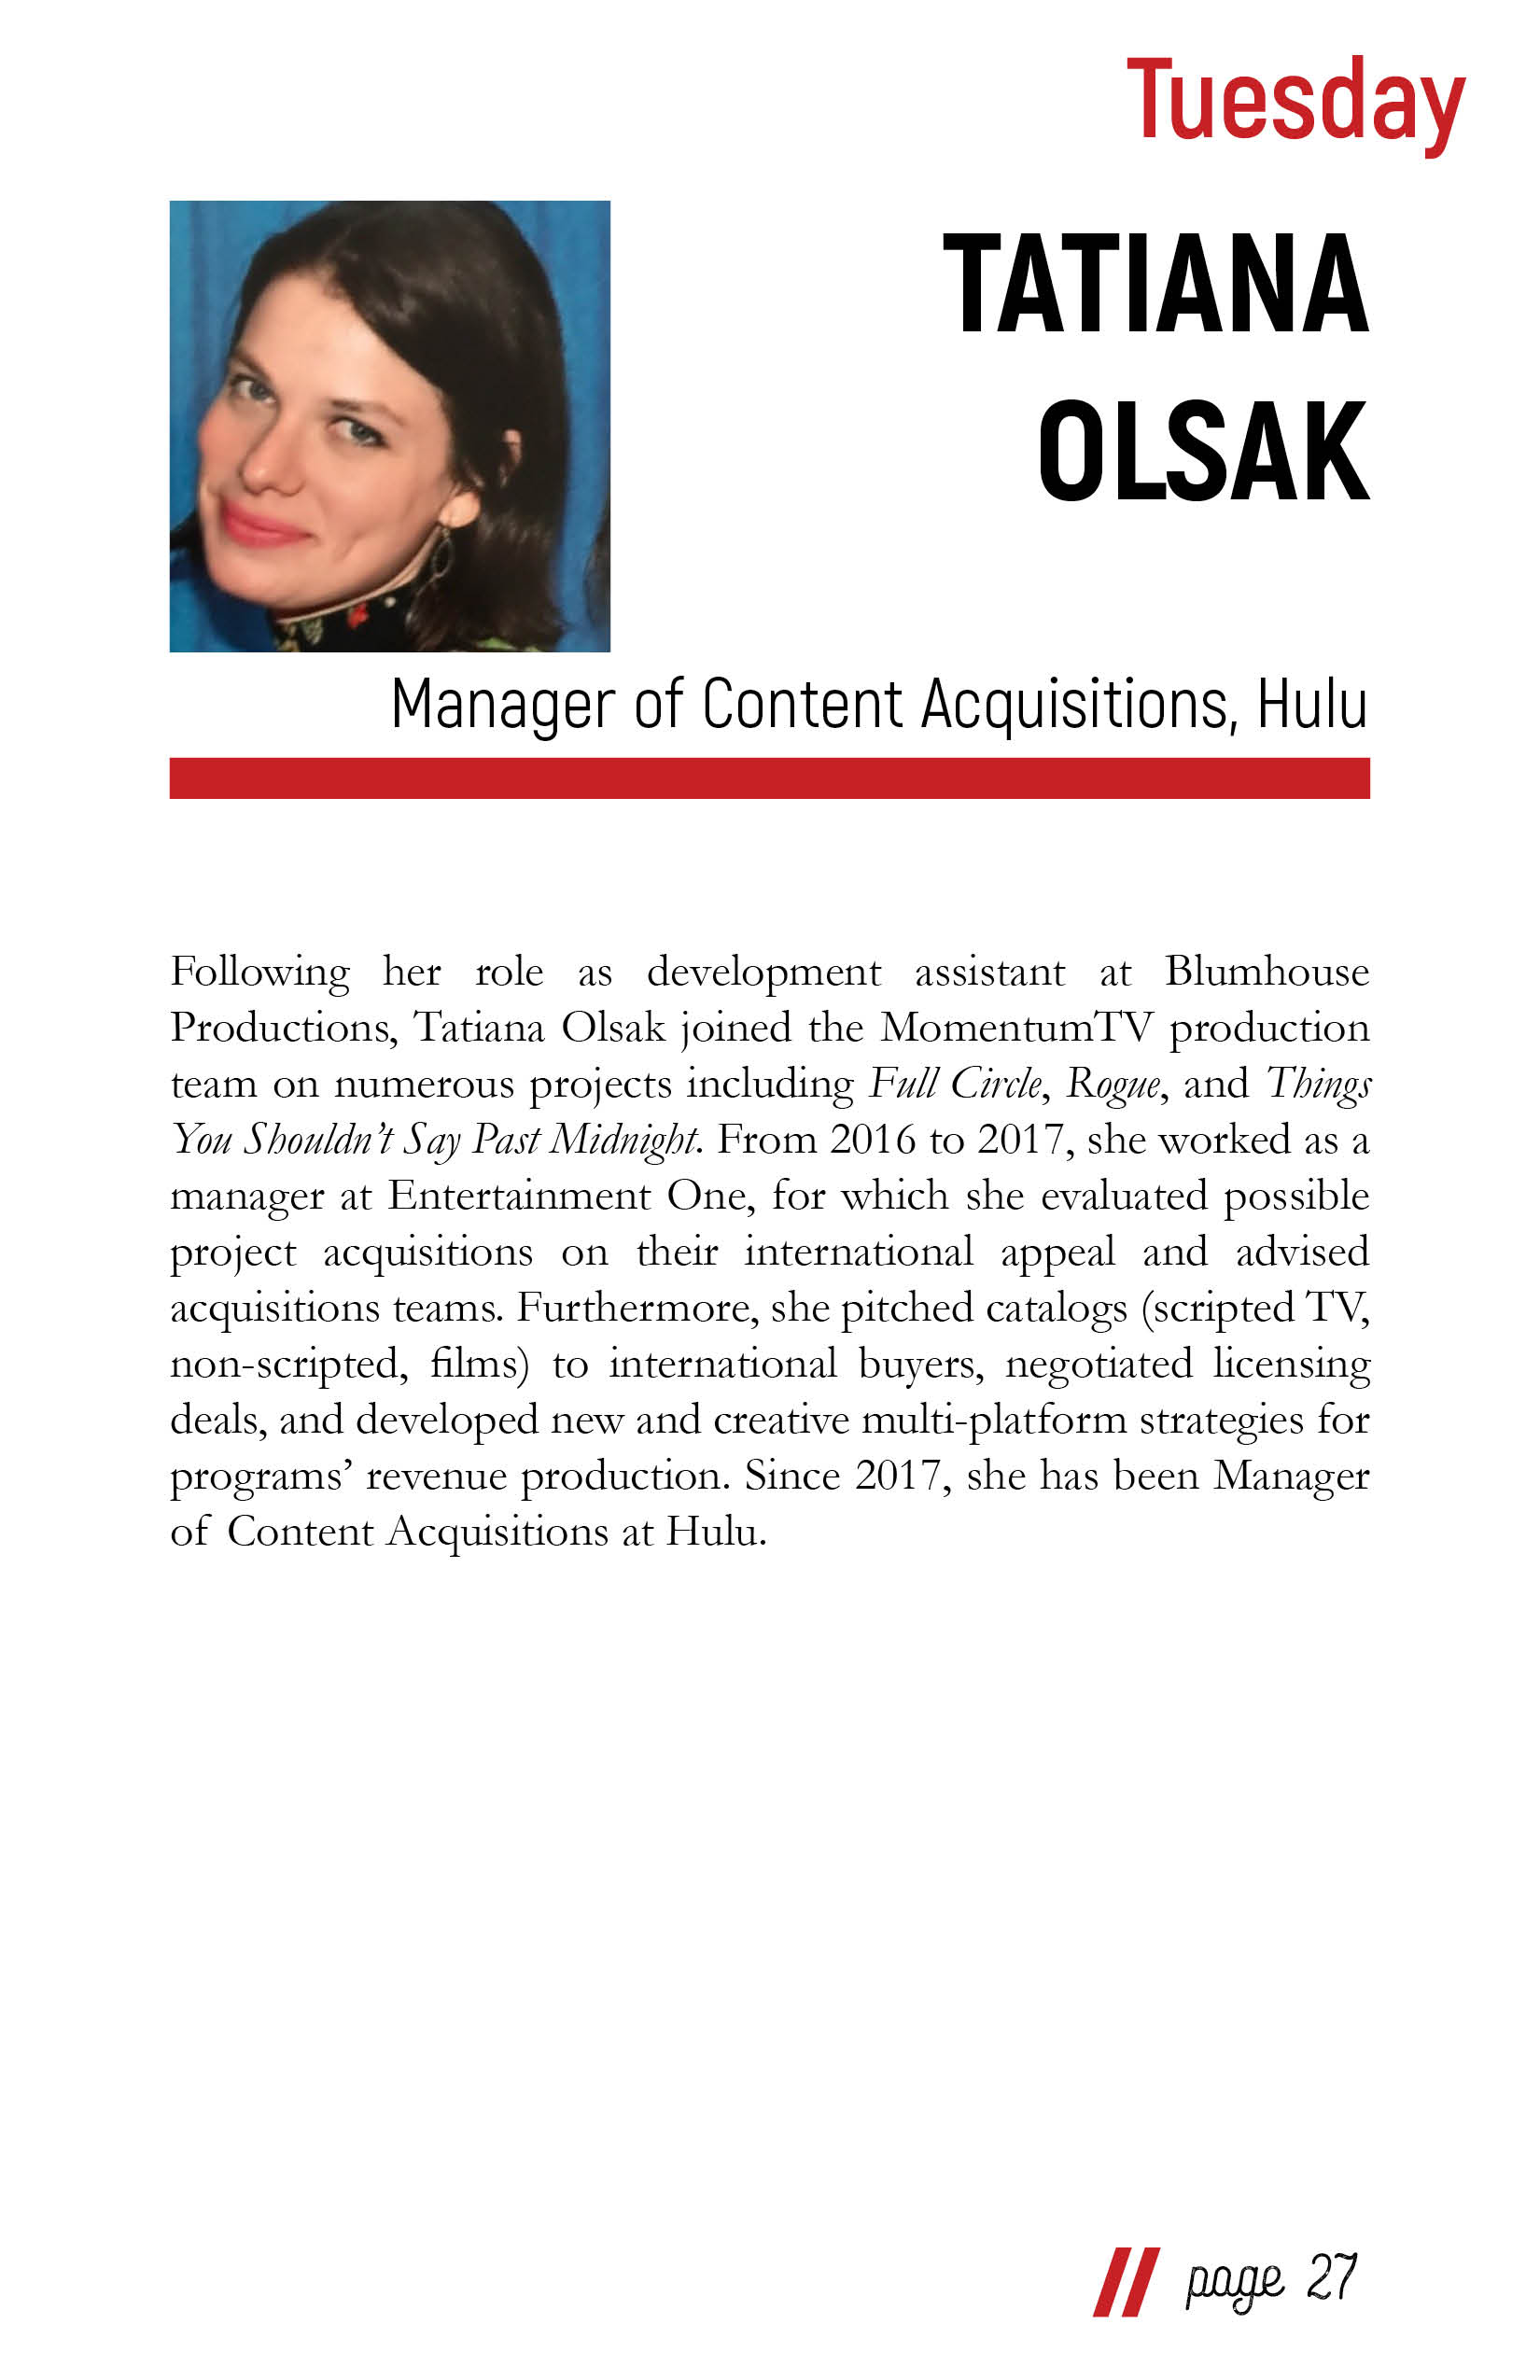 Tuesday
TATIANA
OLSAK
Manager of Content Acquisitions, Hulu
Following her role as development assistant at Blumhouse
Productions, Tatiana Olsak joined the MomentumTV production
team on numerous projects including Full Circle, Rogue, and Things
You Shouldn’t Say Past Midnight. From 2016 to 2017, she worked as a
manager at Entertainment One, for which she evaluated possible
project acquisitions on their international appeal and advised
acquisitions teams. Furthermore, she pitched catalogs (scripted TV,
non-scripted, films) to international buyers, negotiated licensing
deals, and developed new and creative multi-platform strategies for
programs’ revenue production. Since 2017, she has been Manager
of Content Acquisitions at Hulu.
// page 27